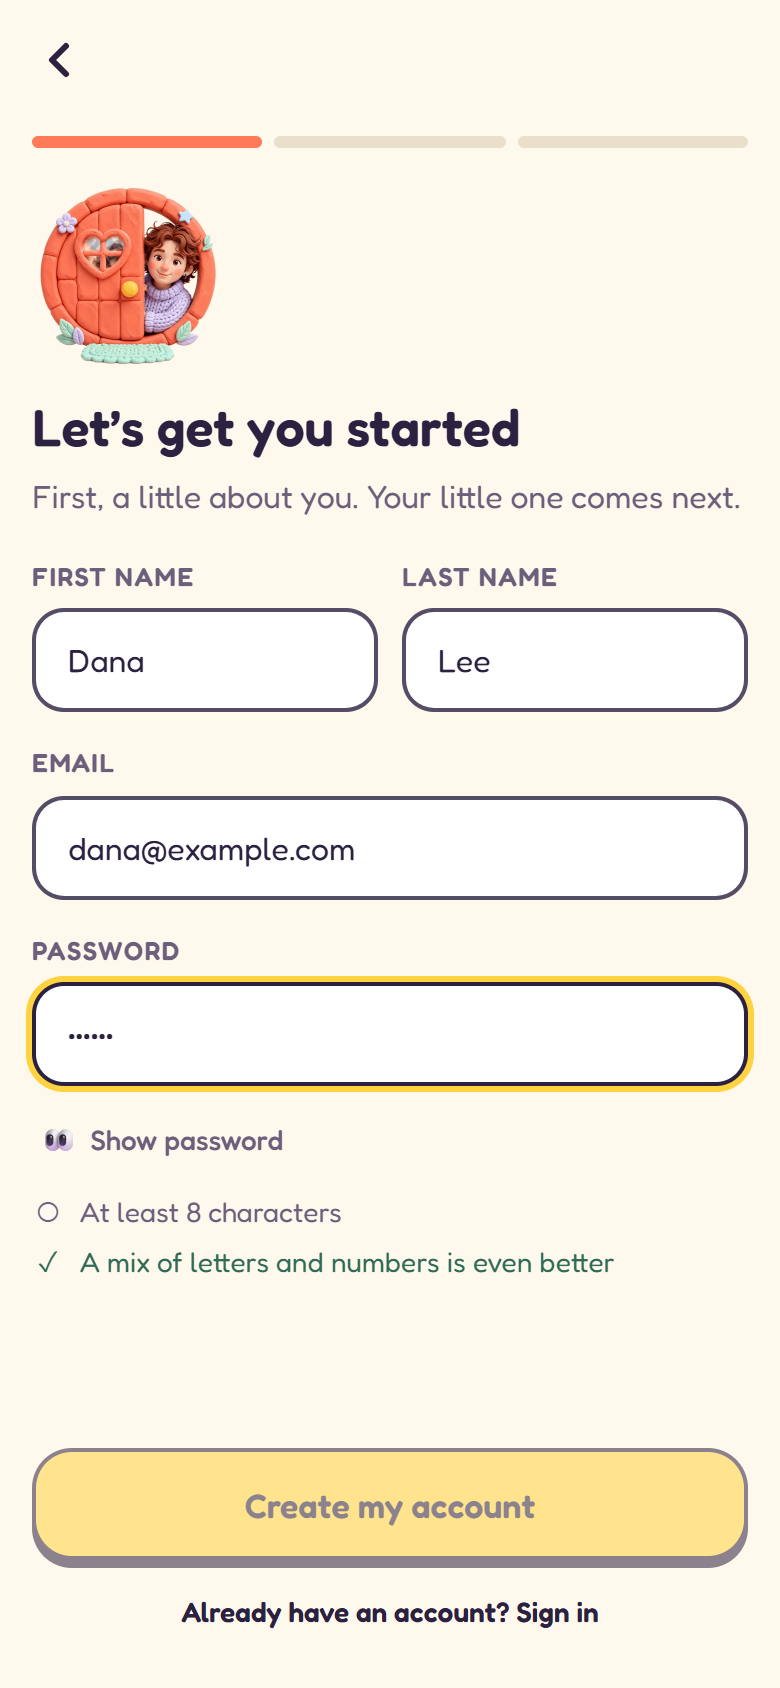 Let’s get you started
First, a little about you. Your little one comes next.
FIRST NAME
LAST NAME
Dana
Lee
EMAIL
dana@example.com
PASSWORD
••••••
👀 Show password
○ At least 8 characters
✓ A mix of letters and numbers is even better
Create my account
Already have an account? Sign in